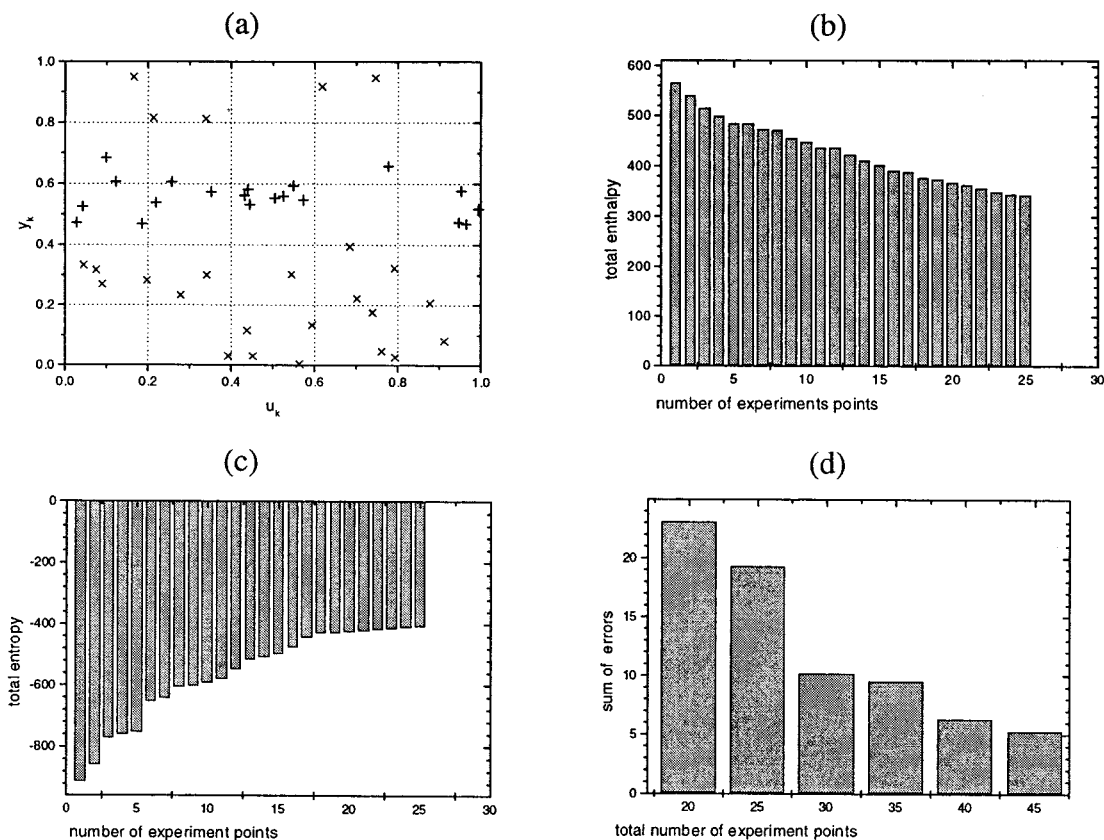 (a)
1.0
0.8
0.6
0.4
0.2
0.0
y_k
0.0 0.2 0.4 0.6 0.8 1.0
u_k
(b)
600
500
400
300
200
100
0
total enthalpy
0 5 10 15 20 25 30
number of experiments points
(c)
0
-200
-400
-600
-800
total entropy
0 5 10 15 20 25 30
number of experiment points
(d)
20
15
10
5
0
sum of errors
20 25 30 35 40 45
total number of experiment points